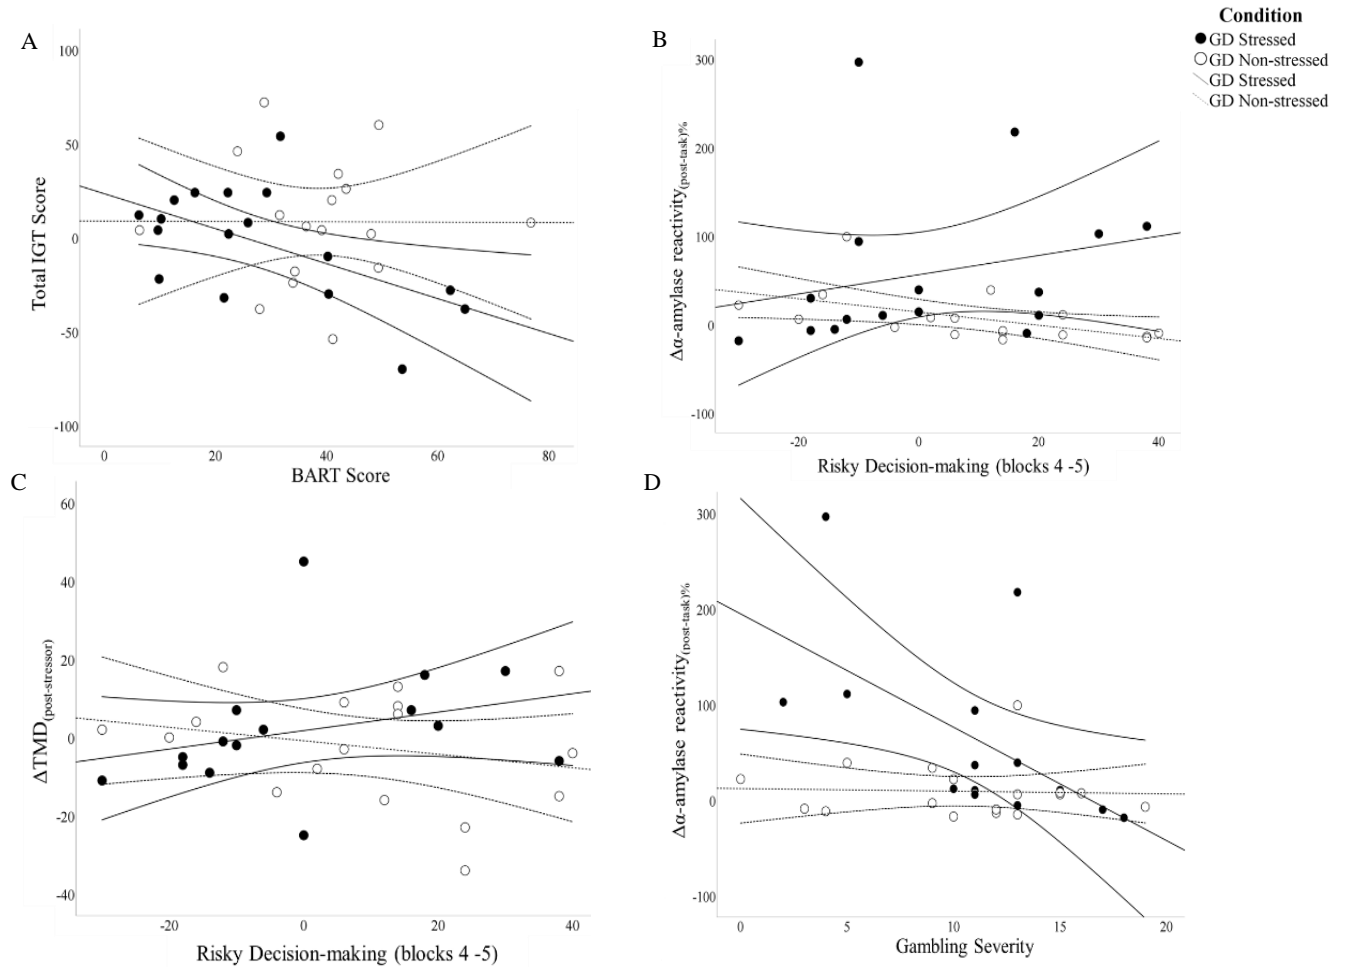 Condition
GD Stressed
GD Non-stressed
GD Stressed
GD Non-stressed
A
100
50
0
-50
-100
Total IGT Score
0
20
40
60
80
BART Score
B
300
200
100
0
-100
Δα-amylase reactivity(post-task)%
-20
0
20
40
Risky Decision-making (blocks 4 -5)
C
60
40
20
0
-20
-40
ΔTMD(post-stressor)
-20
0
20
40
Risky Decision-making (blocks 4 -5)
D
300
200
100
0
-100
Δα-amylase reactivity(post-task)%
0
5
10
15
20
Gambling Severity